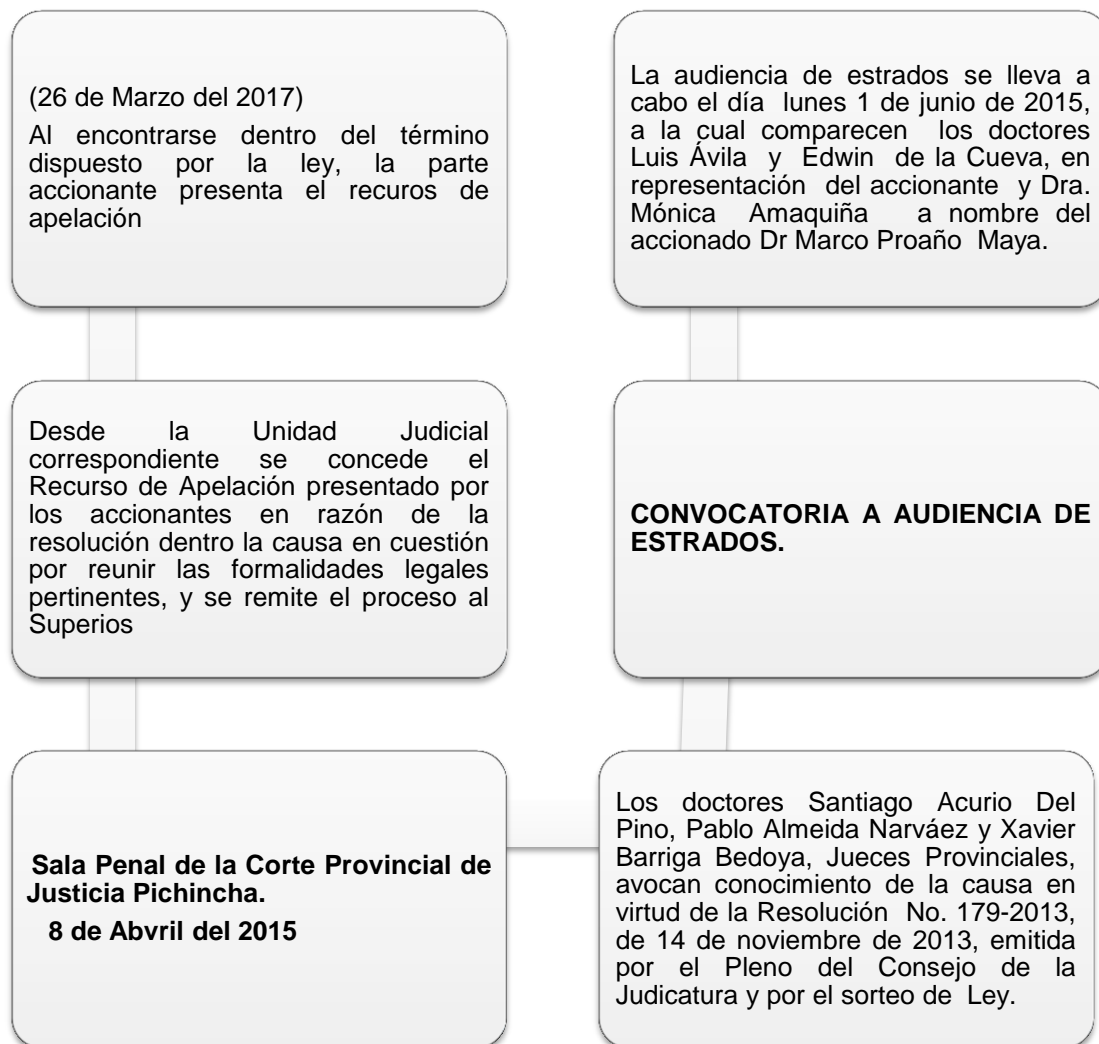 (26 de Marzo del 2017)
Al encontrarse dentro del término
dispuesto por la ley, la parte
accionante presenta el recuros de
apelación
Desde la Unidad Judicial
correspondiente se concede el
Recurso de Apelación presentado por
los accionantes en razón de la
resolución dentro la causa en cuestión
por reunir las formalidades legales
pertinentes, y se remite el proceso al
Superios
Sala Penal de la Corte Provincial de
Justicia Pichincha.
8 de Abvril del 2015
Los doctores Santiago Acurio Del
Pino, Pablo Almeida Narváez y Xavier
Barriga Bedoya, Jueces Provinciales,
avocan conocimiento de la causa en
virtud de la Resolución No. 179-2013,
de 14 de noviembre de 2013, emitida
por el Pleno del Consejo de la
Judicatura y por el sorteo de Ley.
CONVOCATORIA A AUDIENCIA DE
ESTRADOS.
La audiencia de estrados se lleva a
cabo el día lunes 1 de junio de 2015,
a la cual comparecen los doctores
Luis Ávila y Edwin de la Cueva, en
representación del accionante y Dra.
Mónica Amaquiña a nombre del
accionado Dr Marco Proaño Maya.